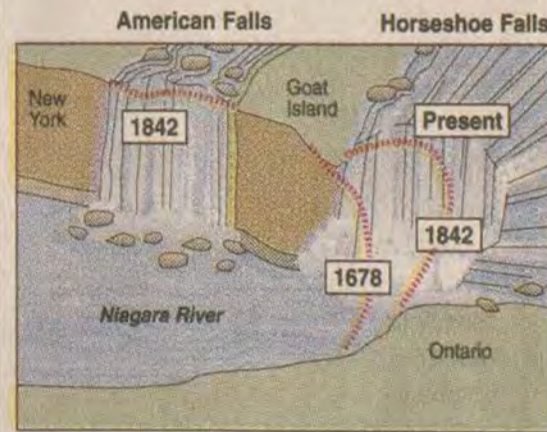 American Falls
Horseshoe Falls
New
York
1842
Goat
Island
Present
1842
1678
Niagara River
Ontario